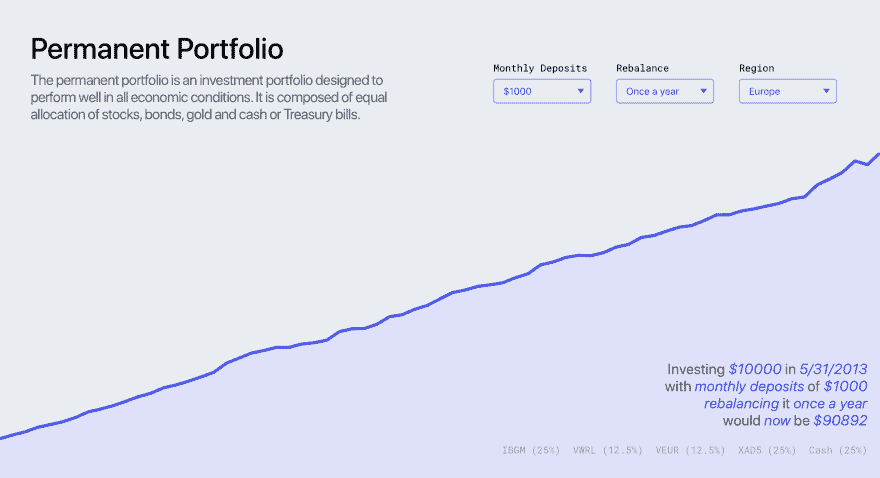 Permanent Portfolio
The permanent portfolio is an investment portfolio designed to
perform well in all economic conditions. It is composed of equal
allocation of stocks, bonds, gold and cash or Treasury bills.
Monthly Deposits
$1000
Rebalance
Once a year
Region
Europe
Investing $10000 in 5/31/2013
with monthly deposits of $1000
rebalancing it once a year
would now be $90892
IBGM (25%) VWRL (12.5%) VEUR (12.5%) XAD5 (25%) Cash (25%)